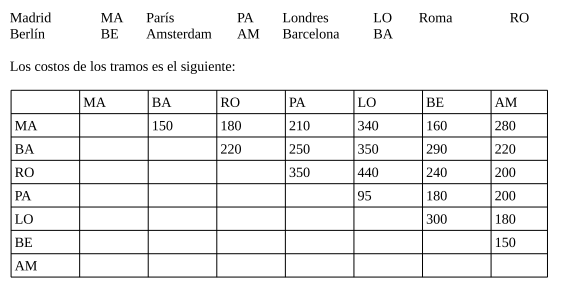 Madrid MA París PA Londres LO Roma RO
Berlín BE Amsterdam AM Barcelona BA
Los costos de los tramos es el siguiente:
MA BA RO PA LO BE AM
MA 150 180 210 340 160 280
BA 220 250 350 290 220
RO 350 440 240 200
PA 95 180 200
LO 300 180
BE 150
AM